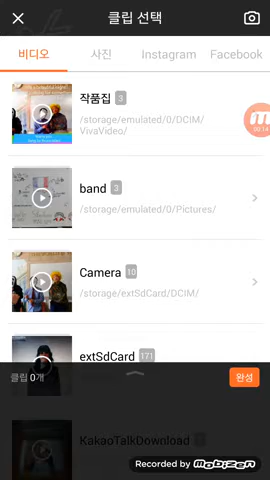 클립 선택
비디오 사진 Instagram Facebook
작품집 3
/storage/emulated/0/DCIM/
VivaVideo/
00:14
band 3
/storage/emulated/0/Pictures/
Camera 10
/storage/extSdCard/DCIM/
extSdCard 171
클립 0개 완성
KakaoTalkDownload
Recorded by mobizen